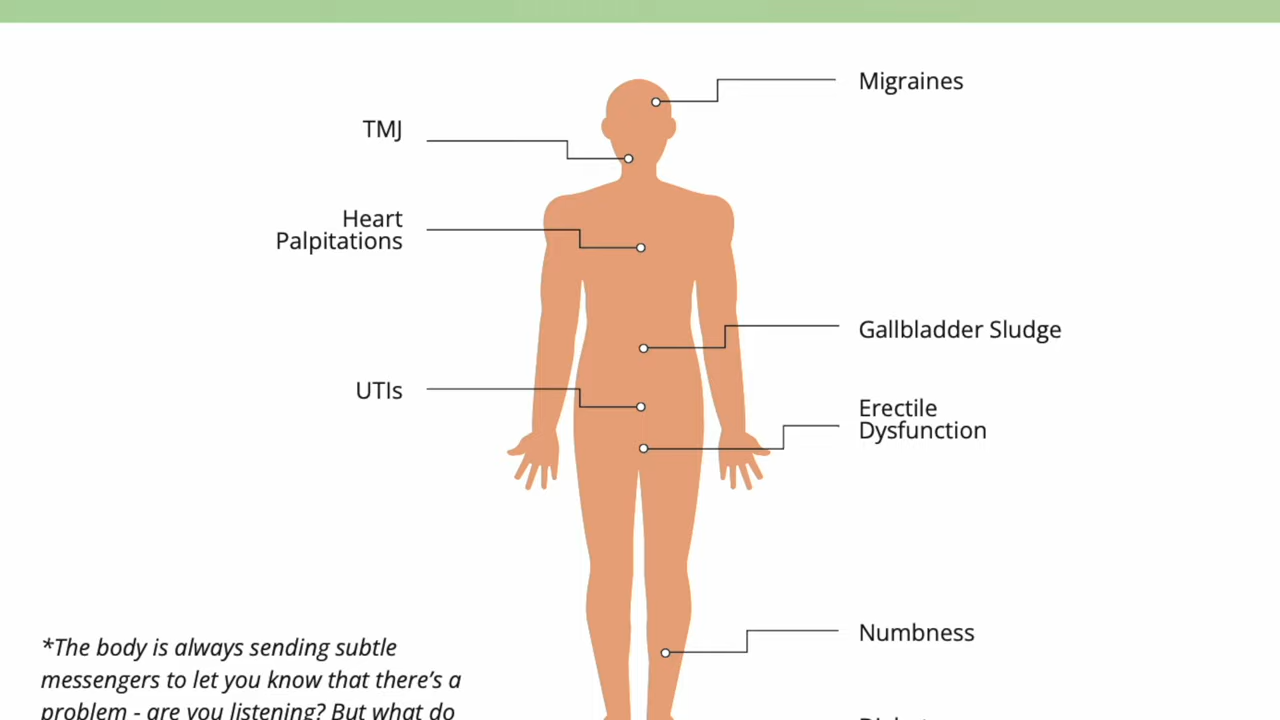 Migraines
TMJ
Heart
Palpitations
Gallbladder Sludge
UTIs
Erectile
Dysfunction
Numbness
*The body is always sending subtle
messengers to let you know that there's a
problem - are you listening? But what do